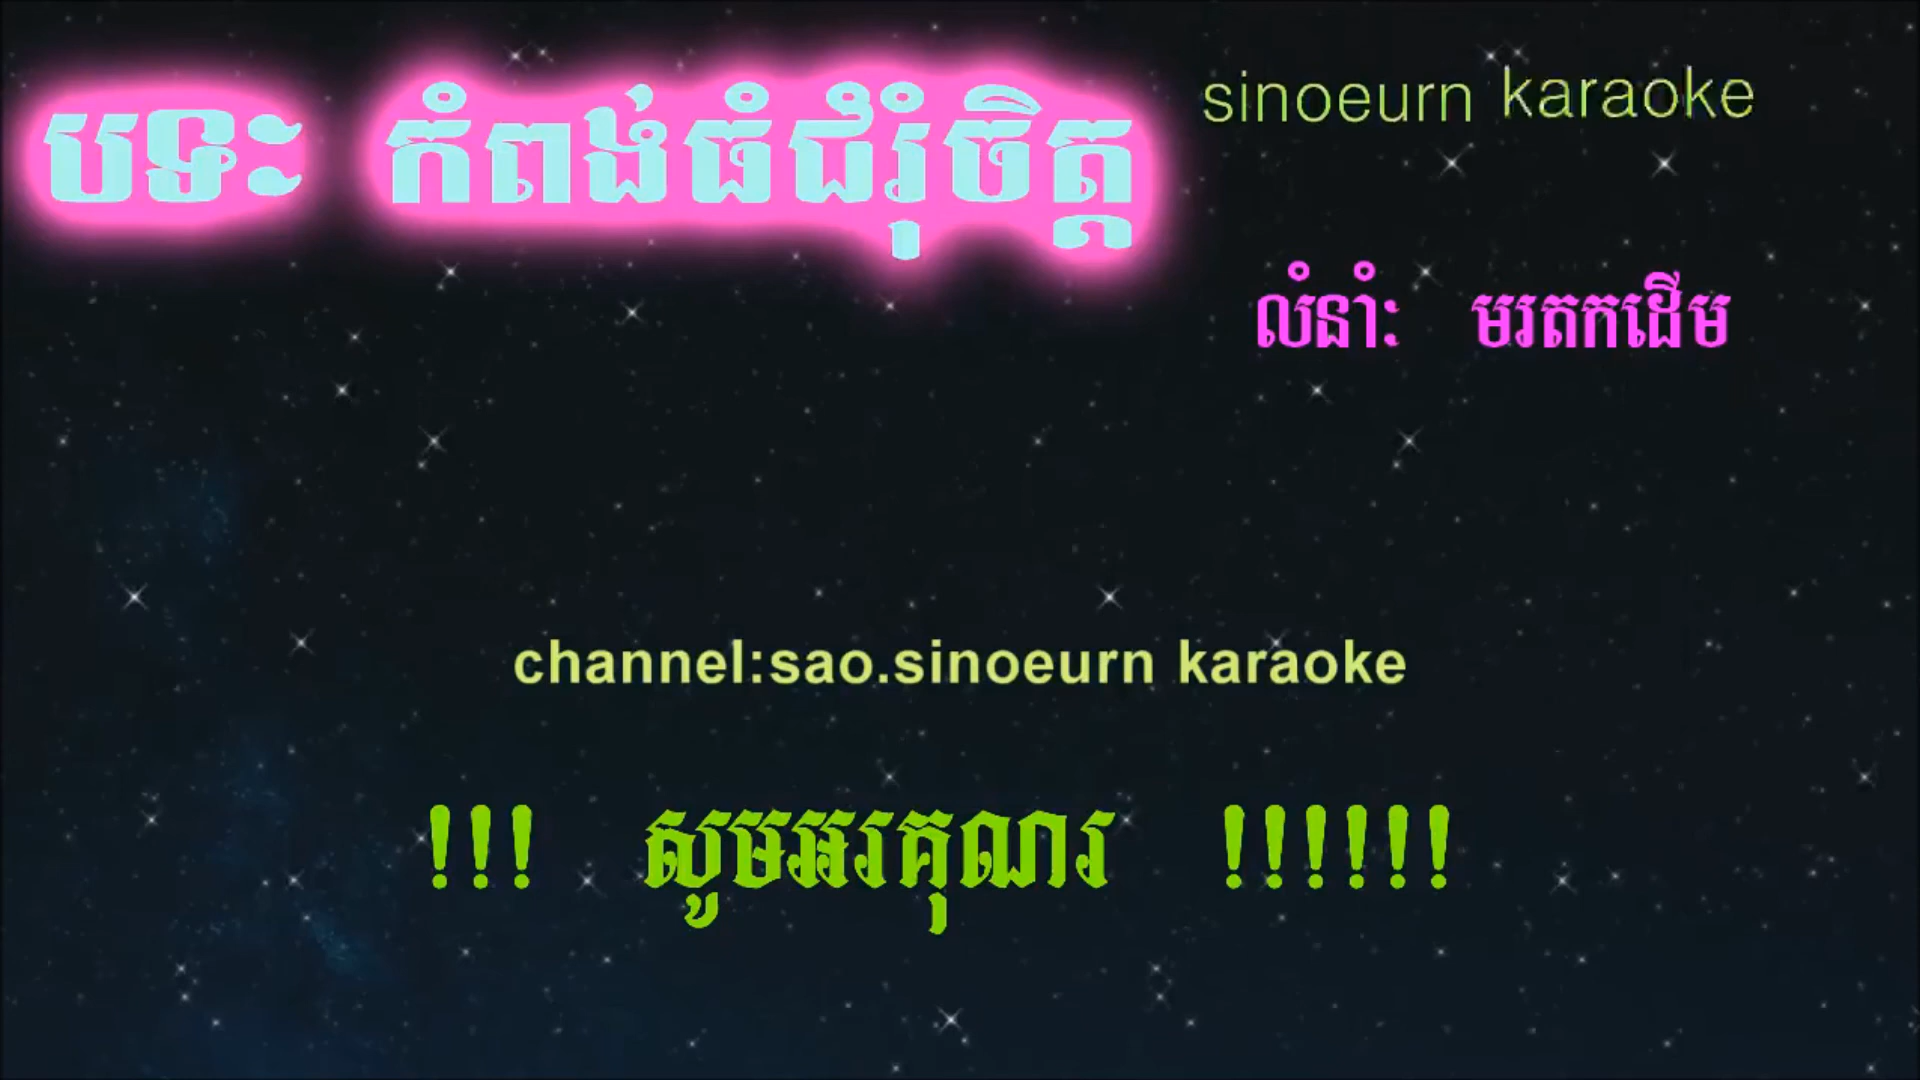 បទះ កំពង់ធំជំរុំចិត្ត
sinoeurn karaoke
លំនាំៈ មរតកដើម
channel:sao.sinoeurn karaoke
!!! សូមអរគុណរ !!!!!!